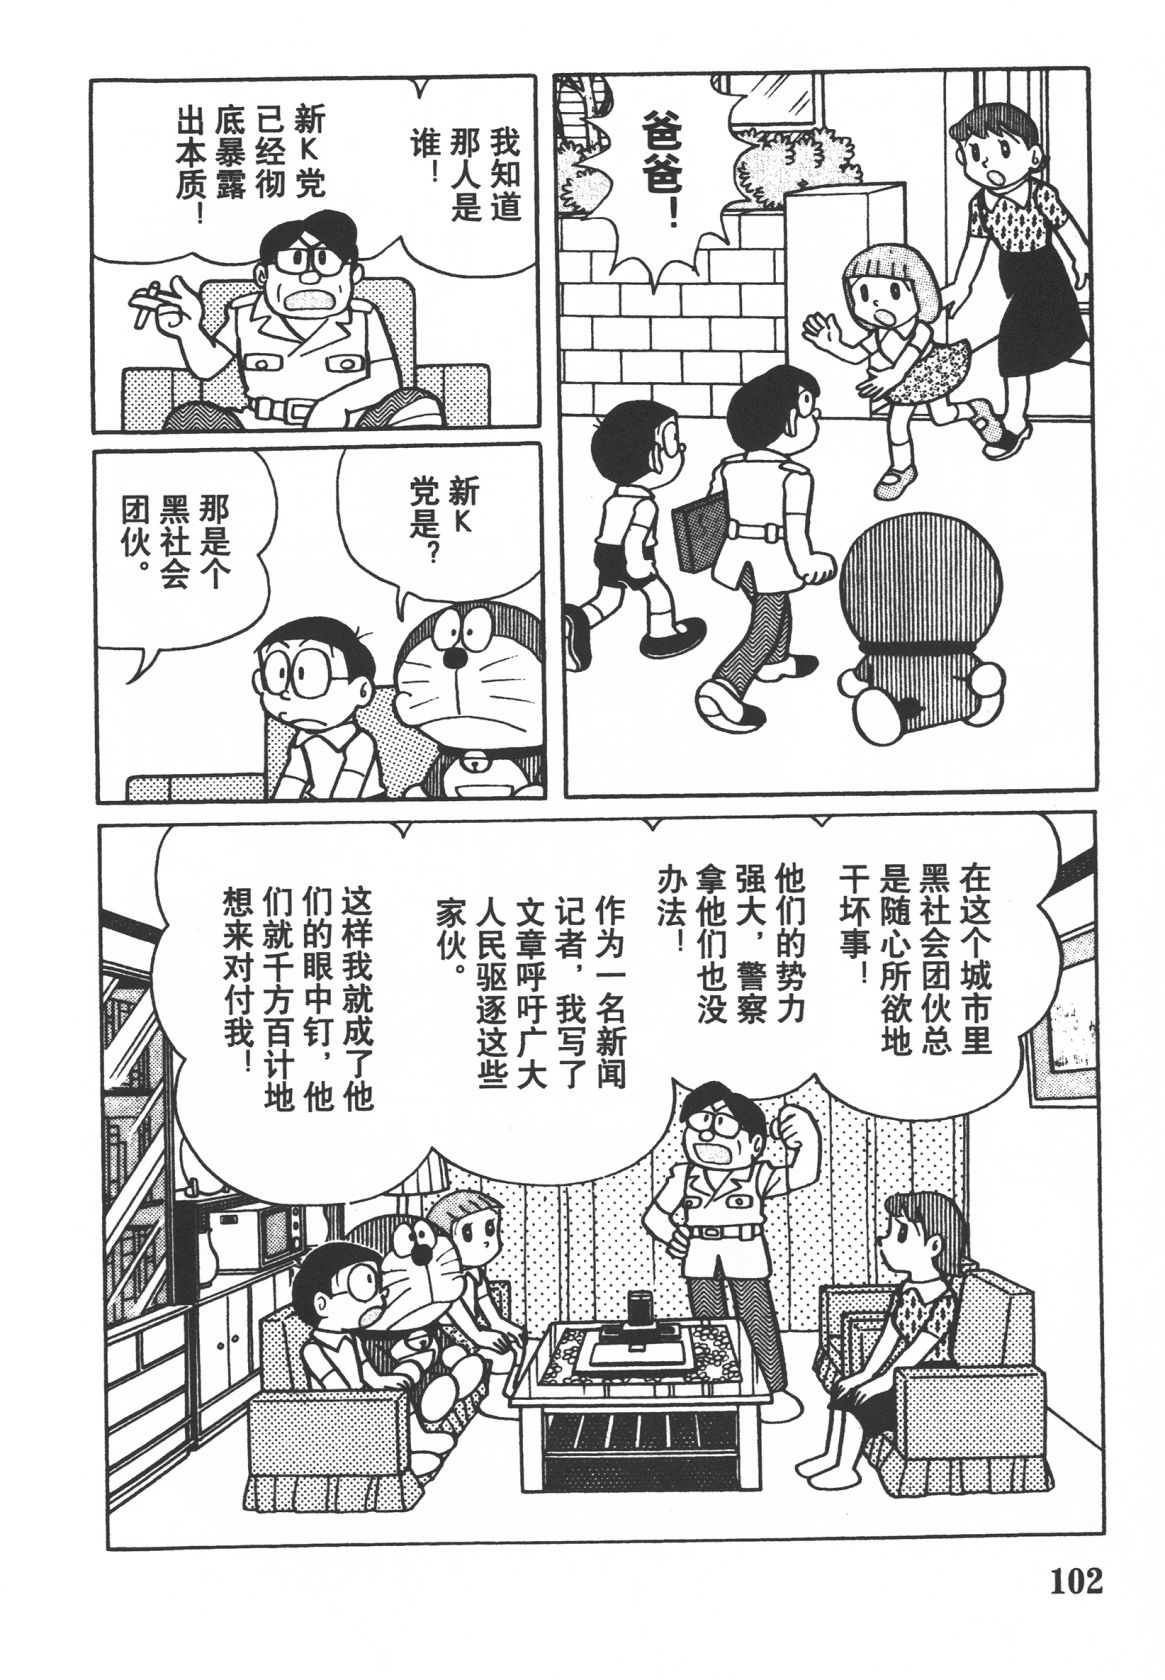 爸爸！
我知道
那人是
谁！
新K党
已经彻
底暴露
出本质！
新K
党是？
那是个
黑社会
团伙。
在这个城市里
黑社会团伙总
是随心所欲地
干坏事！
他们的势力
强大，警察
拿他们也没
办法！
作为一名新闻
记者，我写了
文章呼吁广大
人民驱逐这些
家伙。
这样我就成了他
们的眼中钉，他
们就千方百计地
想来对付我！
102